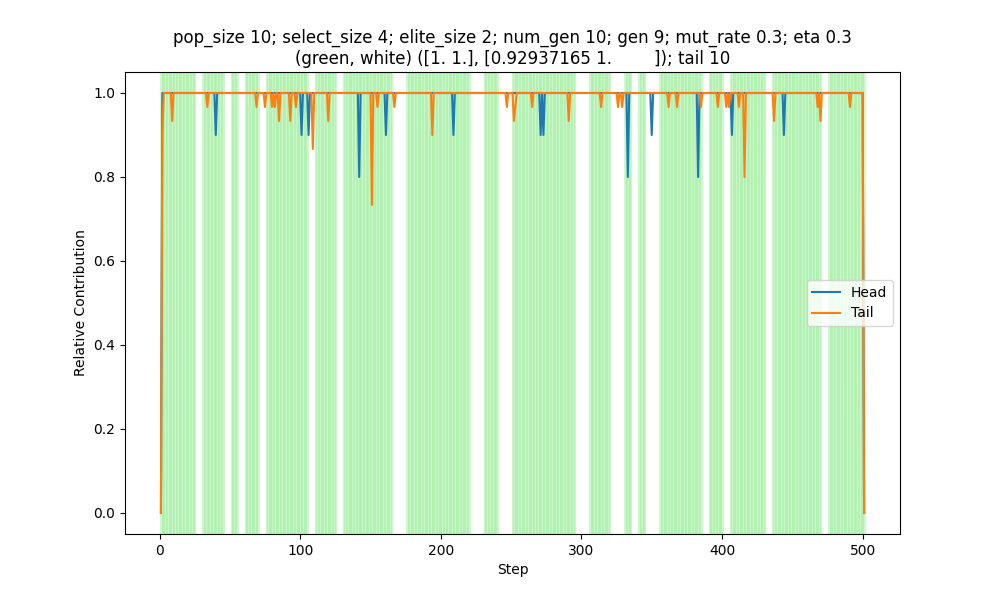 pop_size 10; select_size 4; elite_size 2; num_gen 10; gen 9; mut_rate 0.3; eta 0.3
(green, white) ([1. 1.], [0.92937165 1.         ]); tail 10
1.0
0.8
0.6
0.4
0.2
0.0
Relative Contribution
Head
Tail
0
100
200
300
400
500
Step